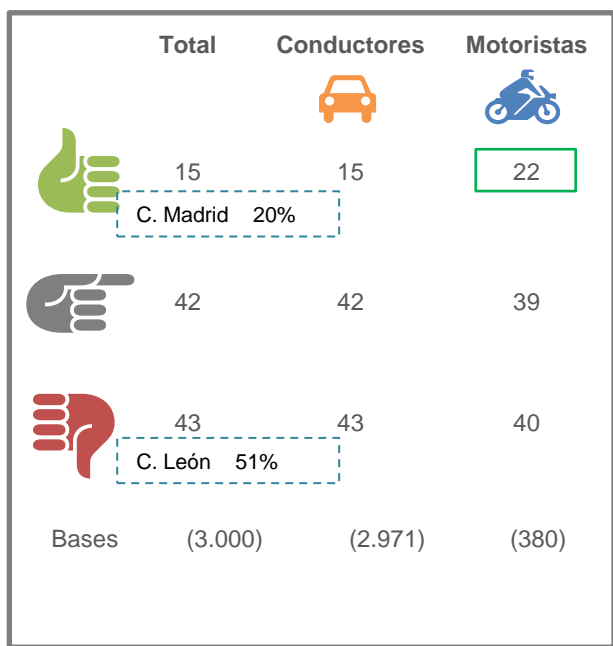 Total Conductores Motoristas
15 15 22
C. Madrid 20%
42 42 39
43 43 40
C. León 51%
Bases (3.000) (2.971) (380)